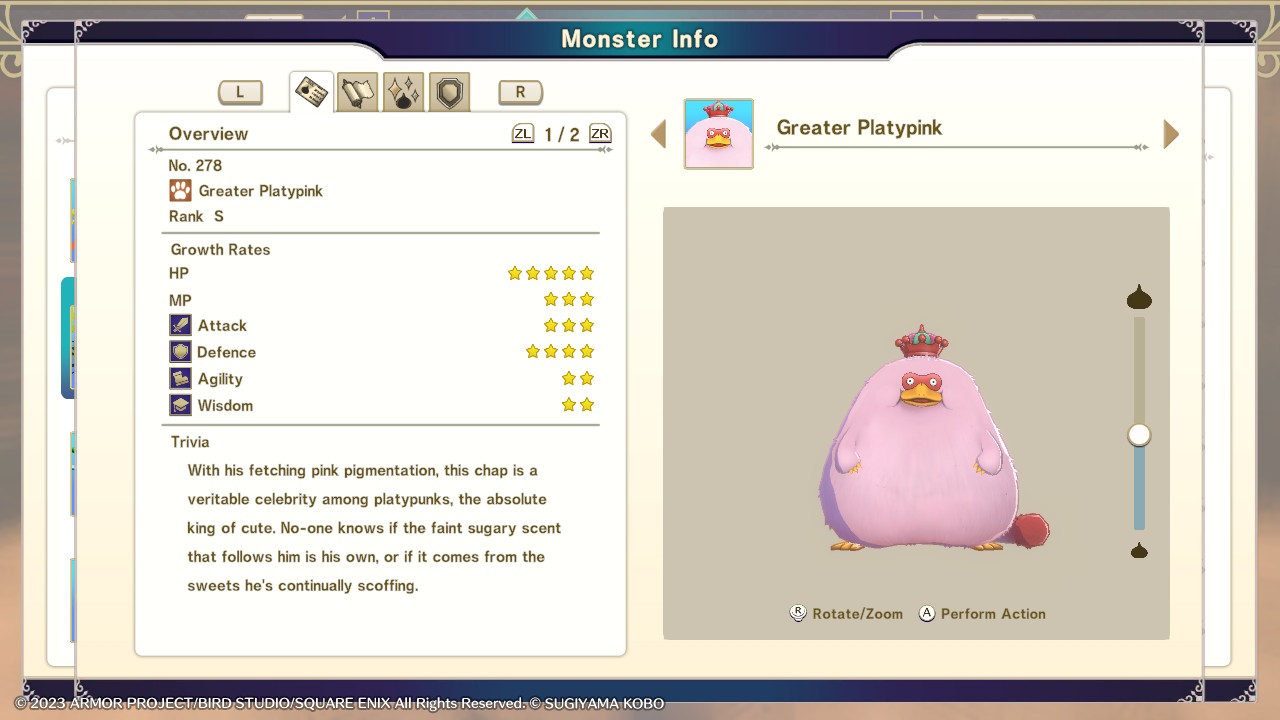 Monster Info
L
R
Overview
ZL 1 / 2 ZR
No. 278
Greater Platypink
Rank S
Growth Rates
HP
MP
Attack
Defence
Agility
Wisdom
Trivia
With his fetching pink pigmentation, this chap is a
veritable celebrity among platypunks, the absolute
king of cute. No-one knows if the faint sugary scent
that follows him is his own, or if it comes from the
sweets he's continually scoffing.
Greater Platypink
R Rotate/Zoom A Perform Action
© 2023 ARMOR PROJECT/BIRD STUDIO/SQUARE ENIX All Rights Reserved. © SUGIYAMA KOBO